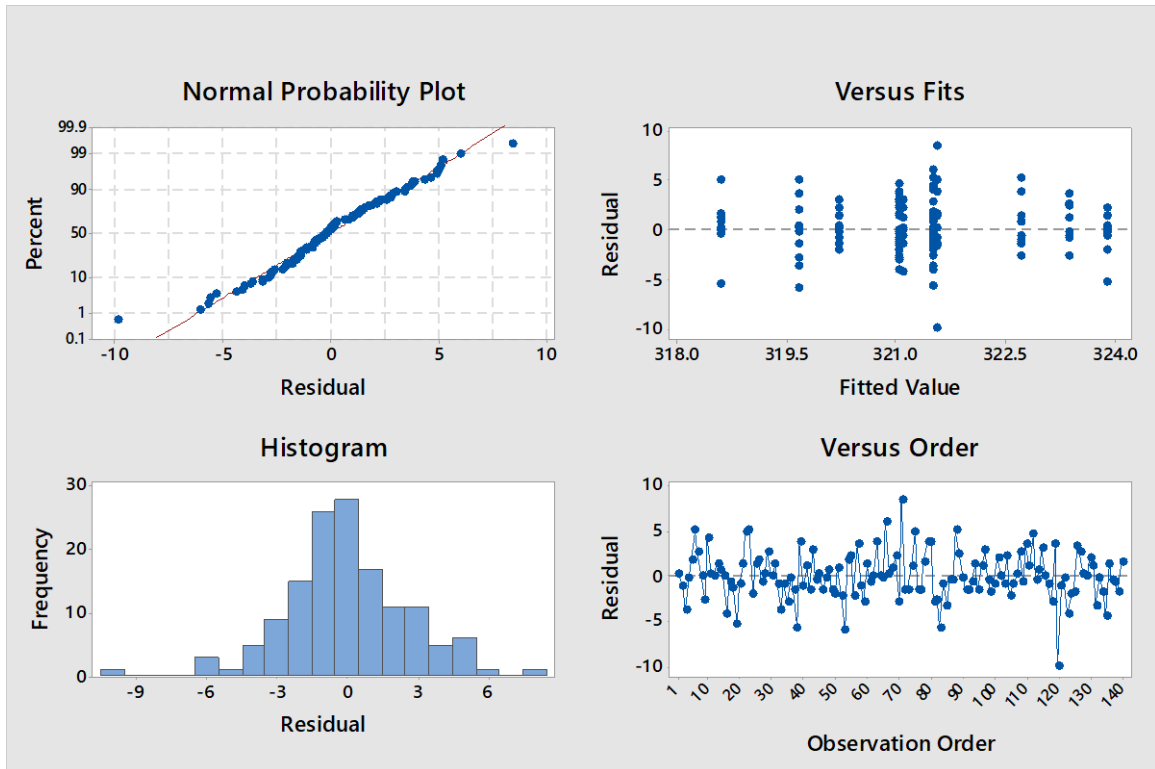 Normal Probability Plot
99.9
99
90
50
10
1
0.1
Percent
-10 -5 0 5 10
Residual
Versus Fits
10
5
0
-5
-10
Residual
318.0 319.5 321.0 322.5 324.0
Fitted Value
Histogram
30
20
10
0
Frequency
-9 -6 -3 0 3 6
Residual
Versus Order
10
5
0
-5
-10
Residual
1 10 20 30 40 50 60 70 80 90 100 110 120 130 140
Observation Order